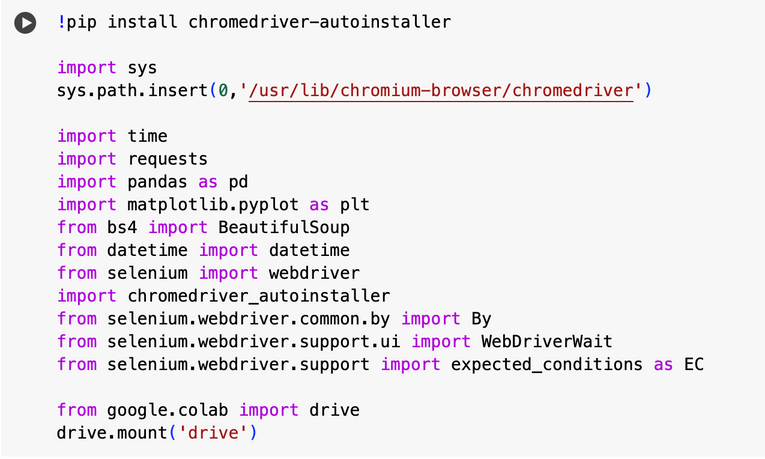 !pip install chromedriver-autoinstaller
import sys
sys.path.insert(0,'/usr/lib/chromium-browser/chromedriver')
import time
import requests
import pandas as pd
import matplotlib.pyplot as plt
from bs4 import BeautifulSoup
from datetime import datetime
from selenium import webdriver
import chromedriver_autoinstaller
from selenium.webdriver.common.by import By
from selenium.webdriver.support.ui import WebDriverWait
from selenium.webdriver.support import expected_conditions as EC
from google.colab import drive
drive.mount('drive')